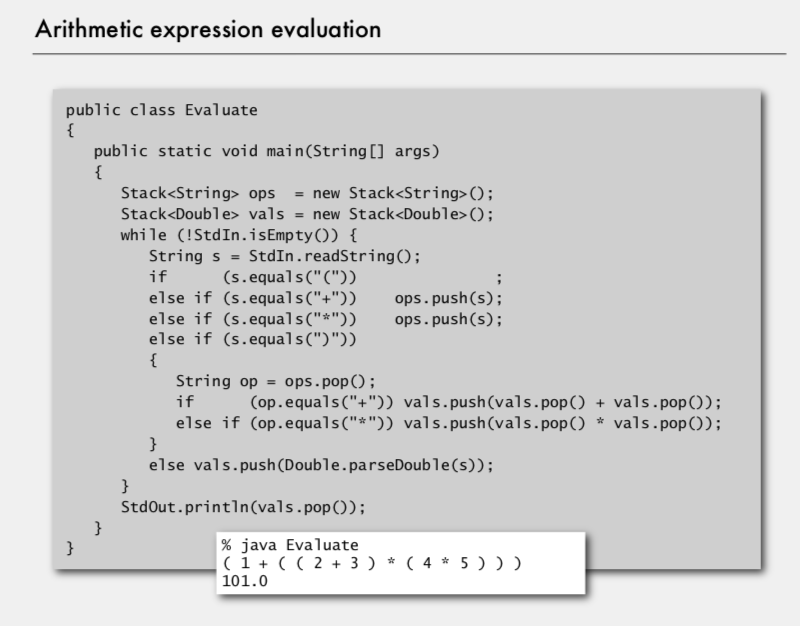 Arithmetic expression evaluation
public class Evaluate
{
   public static void main(String[] args)
   {
      Stack<String> ops  = new Stack<String>();
      Stack<Double> vals = new Stack<Double>();
      while (!StdIn.isEmpty()) {
         String s = StdIn.readString();
         if      (s.equals("("))               ;
         else if (s.equals("+"))    ops.push(s);
         else if (s.equals("*"))    ops.push(s);
         else if (s.equals(")"))
         {
            String op = ops.pop();
            if      (op.equals("+")) vals.push(vals.pop() + vals.pop());
            else if (op.equals("*")) vals.push(vals.pop() * vals.pop());
         }
         else vals.push(Double.parseDouble(s));
      }
      StdOut.println(vals.pop());
   }
}
% java Evaluate
( 1 + ( ( 2 + 3 ) * ( 4 * 5 ) ) )
101.0